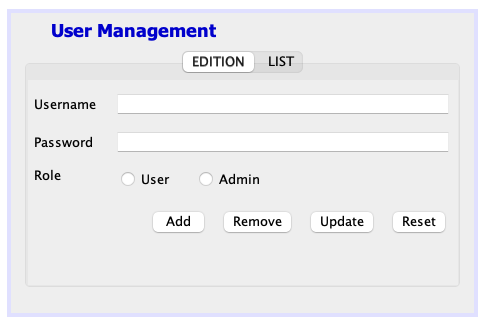 User Management
EDITION LIST
Username
Password
Role User Admin
Add Remove Update Reset